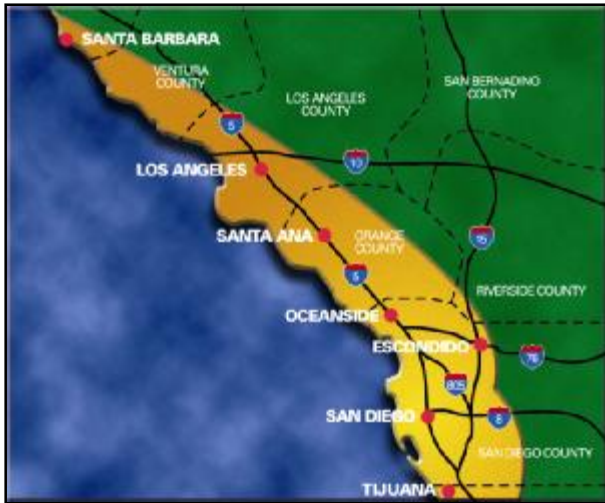 SANTA BARBARA
VENTURA
COUNTY
LOS ANGELES
COUNTY
SAN BERNADINO
COUNTY
5
10
LOS ANGELES
SANTA ANA
ORANGE
COUNTY
15
5
RIVERSIDE COUNTY
OCEANSIDE
ESCONDIDO
78
805
SAN DIEGO
8
SAN DIEGO COUNTY
TIJUANA